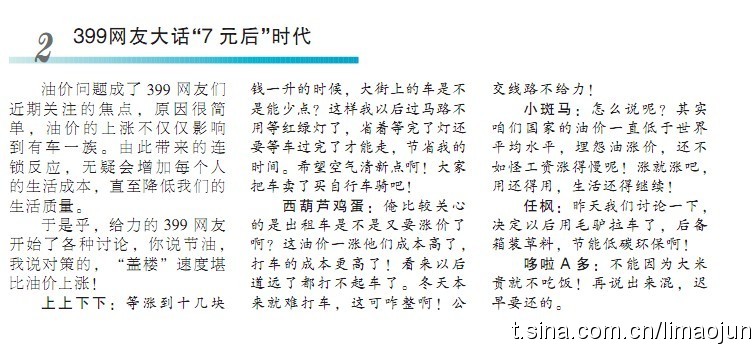 2 399网友大话“7 元后”时代
油价问题成了 399 网友们
近期关注的焦点，原因很简
单，油价的上涨不仅仅影响
到有车一族。由此带来的连
锁反应，无疑会增加每个人
的生活成本，直至降低我们的
生活质量。
于是乎，给力的 399 网友
开始了各种讨论，你说节油，
我说对策的，“盖楼”速度堪
比油价上涨！
上上下下：等涨到十几块
钱一升的时候，大街上的车是不
是能少点？这样我以后过马路不
用等红绿灯了，省着等完了灯还
要等车过完了才能走，节省我的
时间。希望空气清新点啊！大家
把车卖了买自行车骑吧！
西葫芦鸡蛋：俺比较关心
的是出租车是不是又要涨价了
啊？这油价一涨他们成本高了，
打车的成本更高了！看来以后
道远了都打不起车了。冬天本
来就难打车，这可咋整啊！公
交线路不给力！
小斑马：怎么说呢？其实
咱们国家的油价一直低于世界
平均水平，埋怨油涨价，还不
如怪工资涨得慢呢！涨就涨吧，
用还得用，生活还得继续！
任枫：昨天我们讨论一下，
决定以后用毛驴拉车了，后备
箱装草料，节能低碳环保啊！
哆啦 A 多：不能因为大米
贵就不吃饭！再说出来混，迟
早要还的。
t.sina.com.cn/limaojun